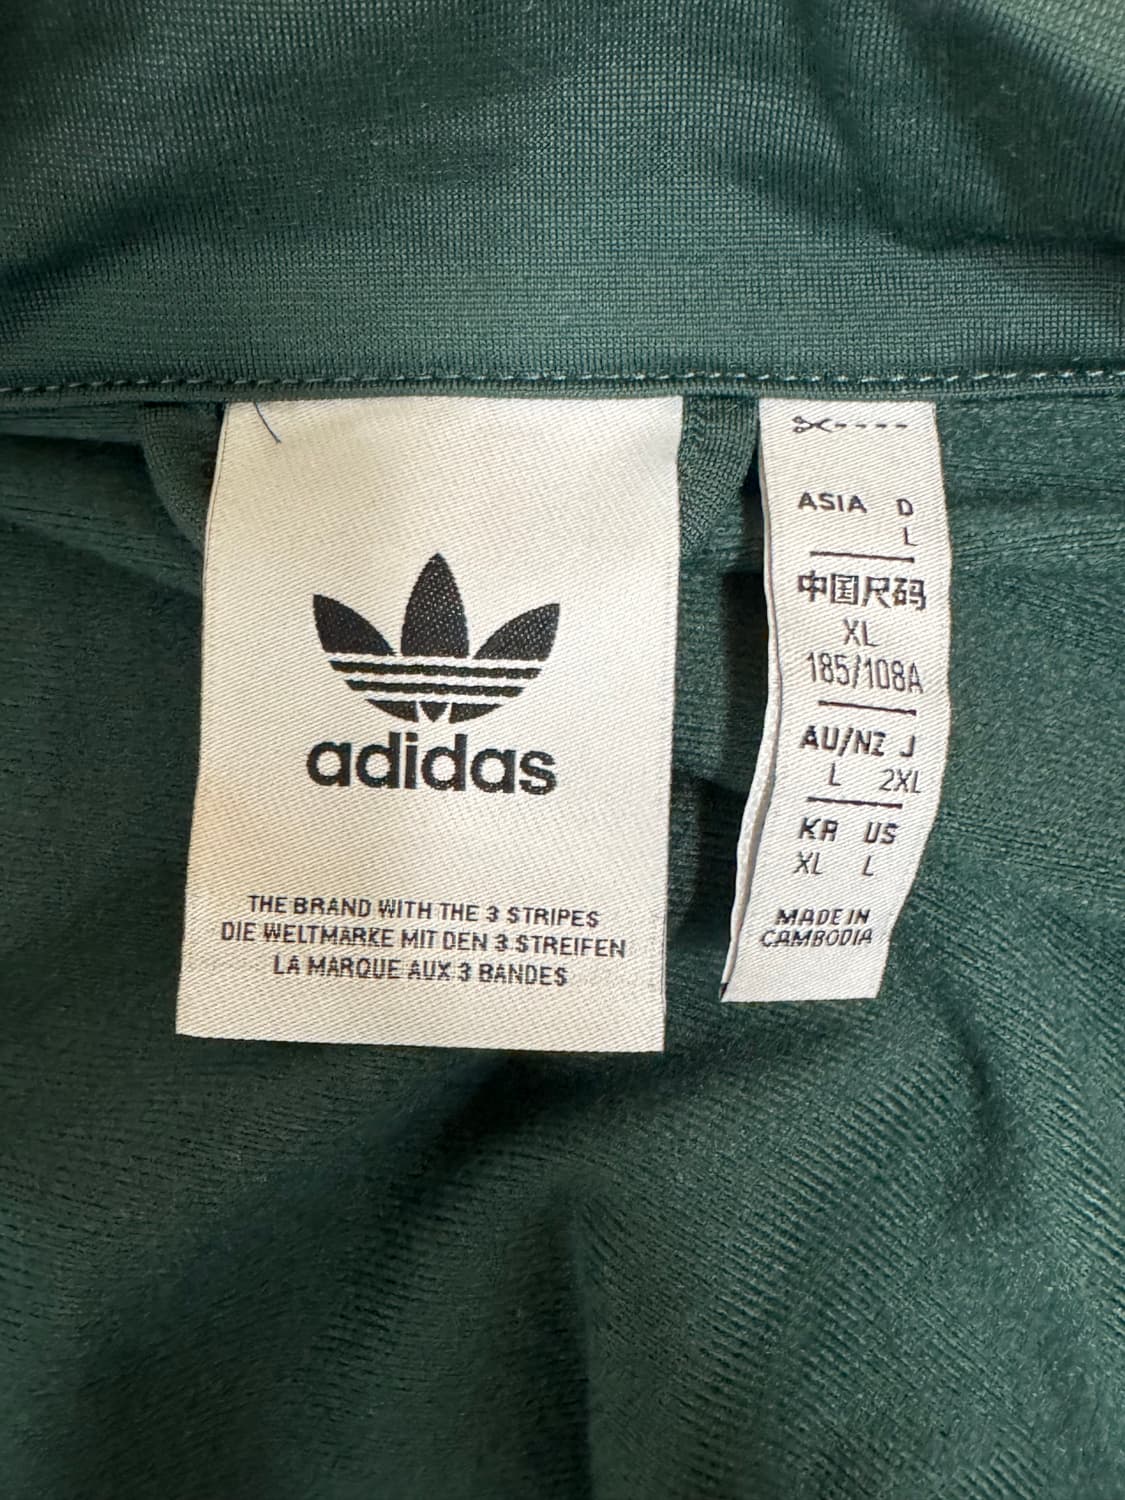 adidas
THE BRAND WITH THE 3 STRIPES
DIE WELTMARKE MIT DEN 3 STREIFEN
LA MARQUE AUX 3 BANDES
ASIA D
L
中国尺码
XL
185/108A
AU/NZ J
L 2XL
KR US
XL L
MADE IN
CAMBODIA